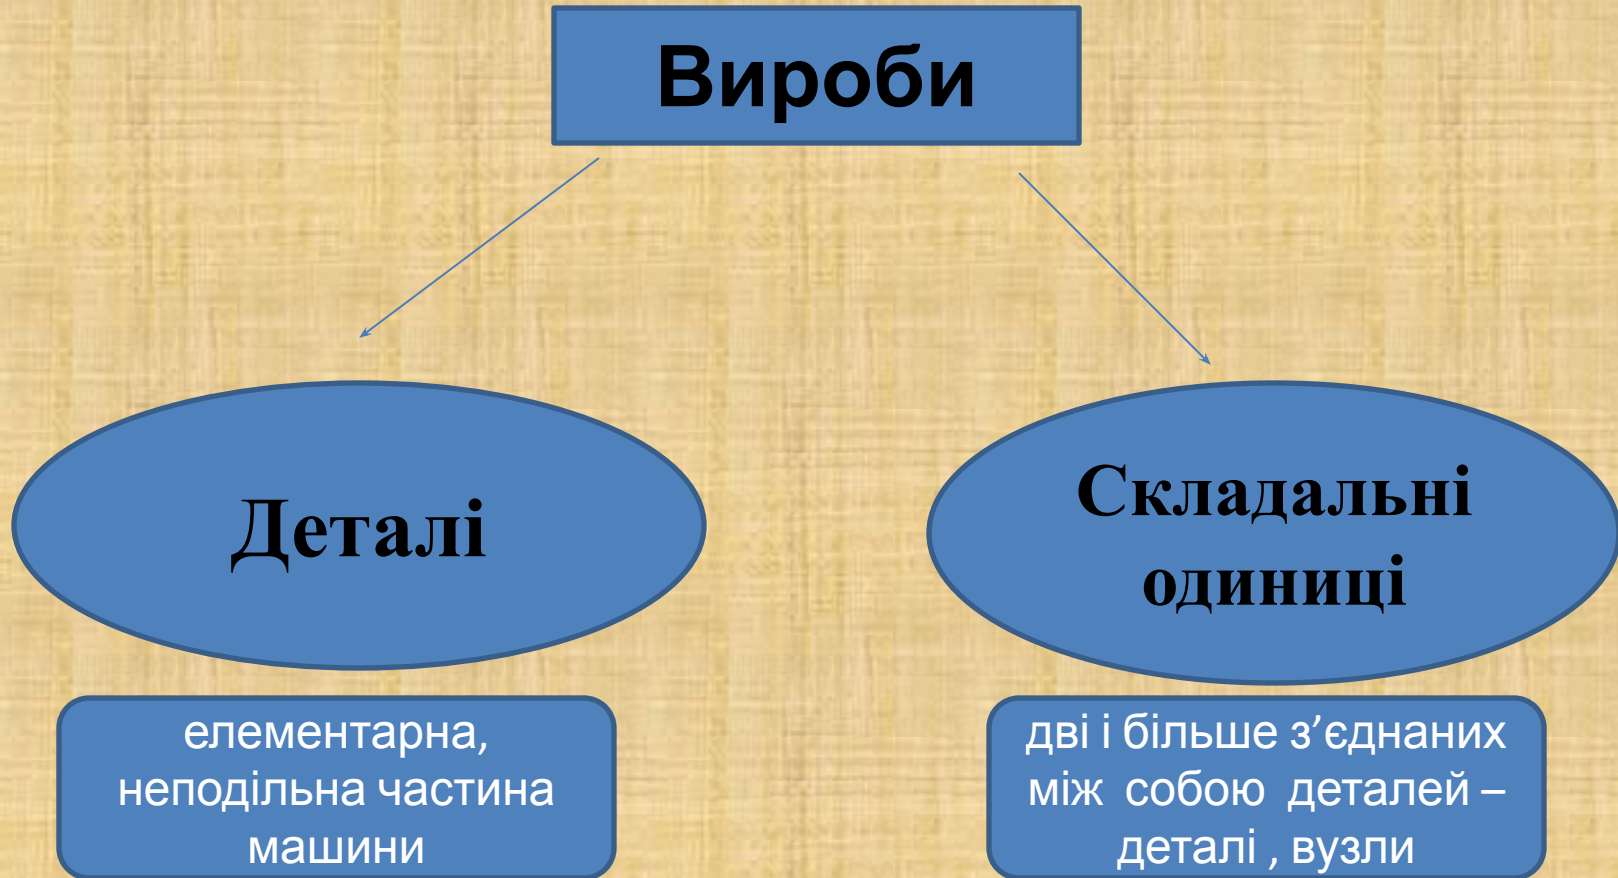 Вироби
Деталі
Складальні
одиниці
елементарна,
неподільна частина
машини
дві і більше з’єднаних
між собою деталей –
деталі , вузли